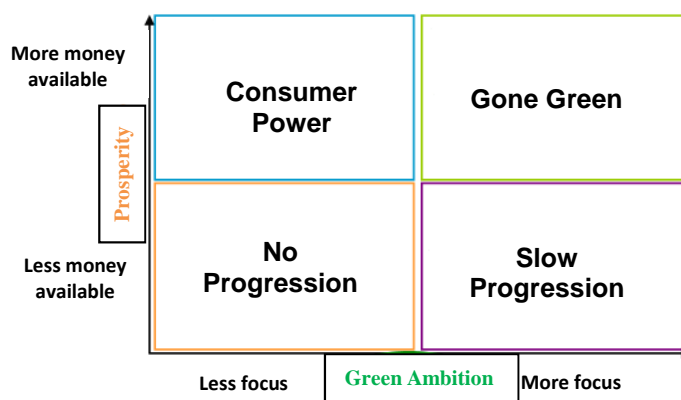 More money
available
Consumer
Power
Gone Green
Prosperity
Less money
available
No
Progression
Slow
Progression
Less focus
Green Ambition
More focus